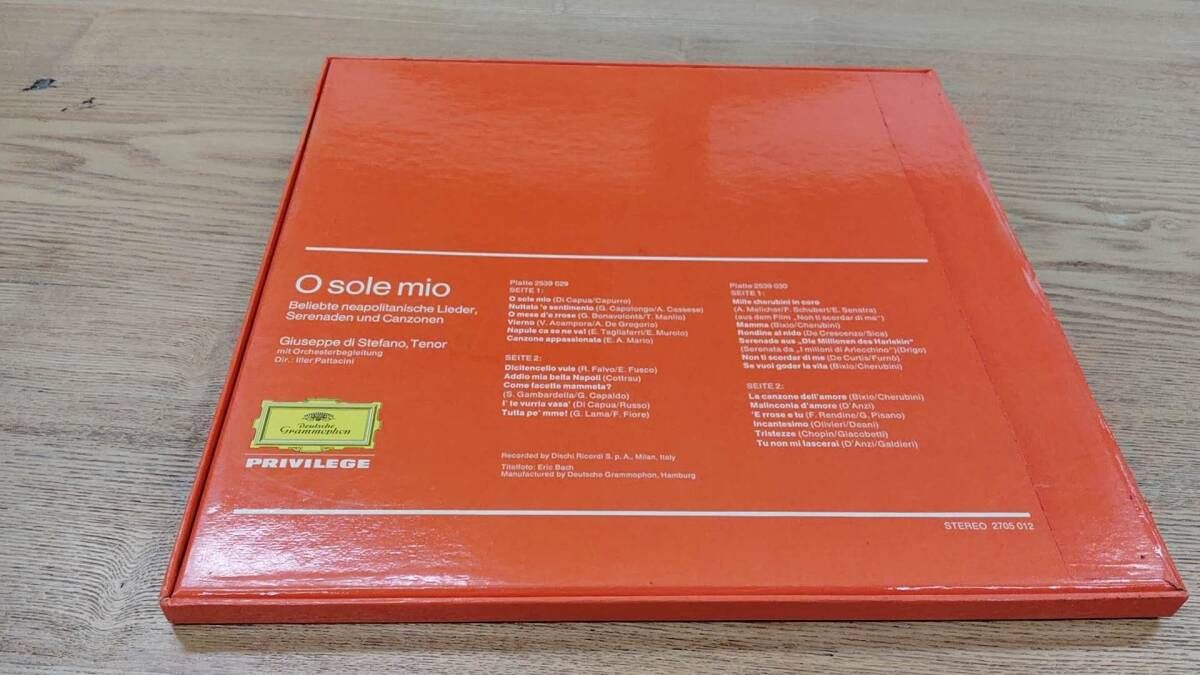 O sole mio
Beliebte neapolitanische Lieder,
Serenaden und Canzonen
Giuseppe di Stefano, Tenor
mit Orchesterbegleitung
Dir.: Iller Pattacini
Deutsche
Grammophon
PRIVILEGE
Platte 2539 029
SEITE 1:
O sole mio (Di Capua/Capurro)
Nuttata 'e sentimento (G. Capolongo/A. Cassese)
O mese d'e rrose (G. Bonavolontà/T. Manlio)
Vierno (V. Acampora/A. De Gregorio)
Napule ca se ne va! (E. Tagliaferri/E. Murolo)
Canzone appassionata (E. A. Mario)
SEITE 2:
Dicitencello vuie (R. Falvo/E. Fusco)
Addio mia bella Napoli (Cottrau)
Come facette mammeta?
(S. Gambardella/G. Capaldo)
I' te vurria vasa' (Di Capua/Russo)
Tutta pe' mme! (G. Lama/F. Fiore)
Recorded by Dischi Ricordi S. p. A., Milan, Italy
Titelfoto: Eric Bach
Manufactured by Deutsche Grammophon, Hamburg
Platte 2539 030
SEITE 1:
Mille cherubini in coro
(A. Melichar/F. Schubert/E. Senatra)
(aus dem Film „Non ti scordar di me")
Mamma (Bixio/Cherubini)
Rondine al nido (De Crescenzo/Sica)
Serenade aus „Die Millionen des Harlekin"
(Serenata da „I milioni di Arlecchino") (Drigo)
Non ti scordar di me (De Curtis/Furnò)
Se vuoi goder la vita (Bixio/Cherubini)
SEITE 2:
La canzone dell'amore (Bixio/Cherubini)
Malinconia d'amore (D'Anzi)
'E rrose e tu (F. Rendine/G. Pisano)
Incantesimo (Olivieri/Deani)
Tristezza (Chopin/Giacobetti)
Tu non mi lascerai (D'Anzi/Galdieri)
STEREO 2705 012